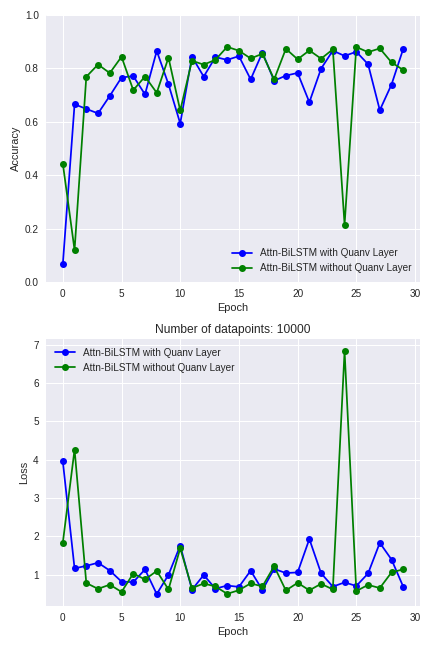 1.0
0.8
0.6
0.4
0.2
0.0
Accuracy
Attn-BiLSTM with Quanv Layer
Attn-BiLSTM without Quanv Layer
0 5 10 15 20 25 30
Epoch
Number of datapoints: 10000
Attn-BiLSTM with Quanv Layer
Attn-BiLSTM without Quanv Layer
7
6
5
4
3
2
1
Loss
0 5 10 15 20 25 30
Epoch